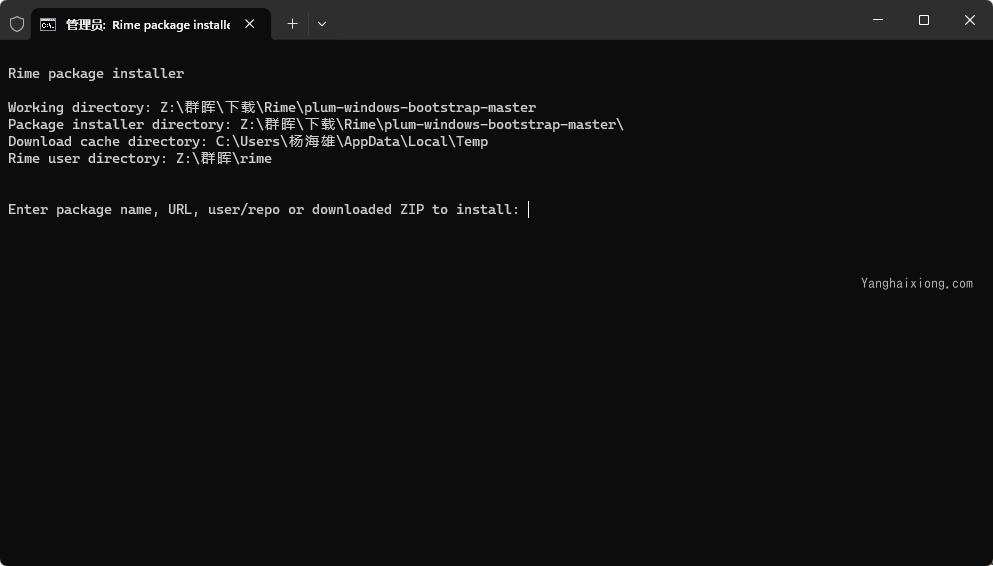 管理员: Rime package installe
Rime package installer
Working directory: Z:\群晖\下载\Rime\plum-windows-bootstrap-master
Package installer directory: Z:\群晖\下载\Rime\plum-windows-bootstrap-master\
Download cache directory: C:\Users\杨海雄\AppData\Local\Temp
Rime user directory: Z:\群晖\rime
Enter package name, URL, user/repo or downloaded ZIP to install:
Yanghaixiong.com